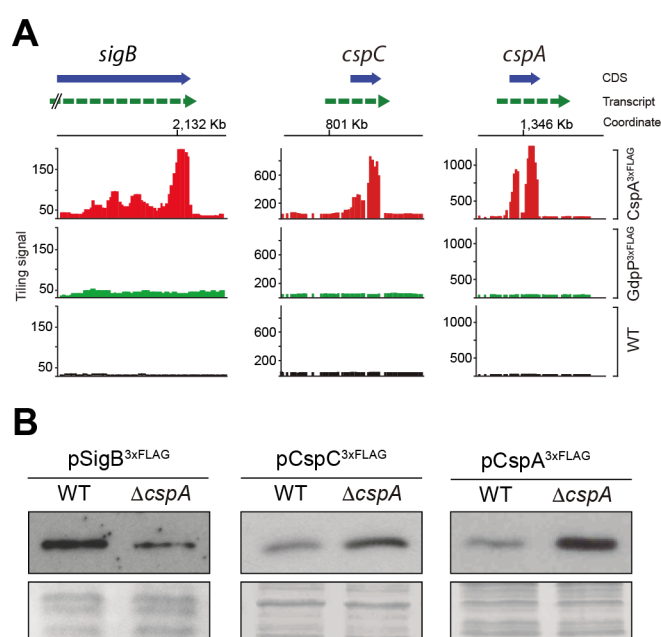 A
sigB cspC cspA
CDS
Transcript
2,132 Kb 801 Kb 1,346 Kb Coordinate
Tiling signal
150
50
600
200
1000
500
CspA3xFLAG
150
50
800
200
1000
500
GdpP3xFLAG
150
50
600
200
1000
500
WT
B
pSigB3xFLAG pCspC3xFLAG pCspA3xFLAG
WT ΔcspA WT ΔcspA WT ΔcspA